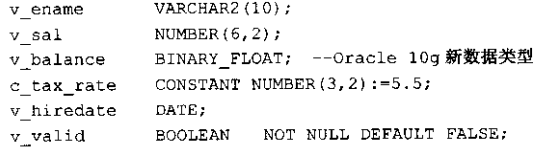 v_ename VARCHAR2(10);
v_sal NUMBER(6,2);
v_balance BINARY_FLOAT; --Oracle 10g 新数据类型
c_tax_rate CONSTANT NUMBER(3,2):=5.5;
v_hiredate DATE;
v_valid BOOLEAN NOT NULL DEFAULT FALSE;